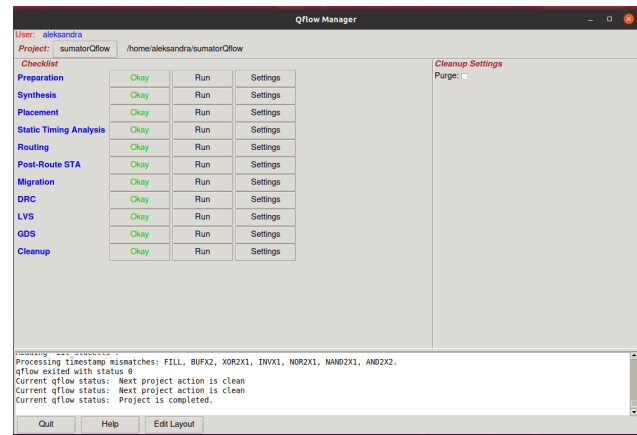 Qflow Manager
User: aleksandra
Project: sumatorQflow /home/aleksandra/sumatorQflow
Checklist
Preparation Okay Run Settings
Synthesis Okay Run Settings
Placement Okay Run Settings
Static Timing Analysis Okay Run Settings
Routing Okay Run Settings
Post-Route STA Okay Run Settings
Migration Okay Run Settings
DRC Okay Run Settings
LVS Okay Run Settings
GDS Okay Run Settings
Cleanup Okay Run Settings
Cleanup Settings
Purge:
Processing timestamp mismatches: FILL, BUFX2, XOR2X1, INVX1, NOR2X1, NAND2X1, AND2X2.
qflow exited with status 0
Current qflow status: Next project action is clean
Current qflow status: Next project action is clean
Current qflow status: Project is completed.
Quit Help Edit Layout